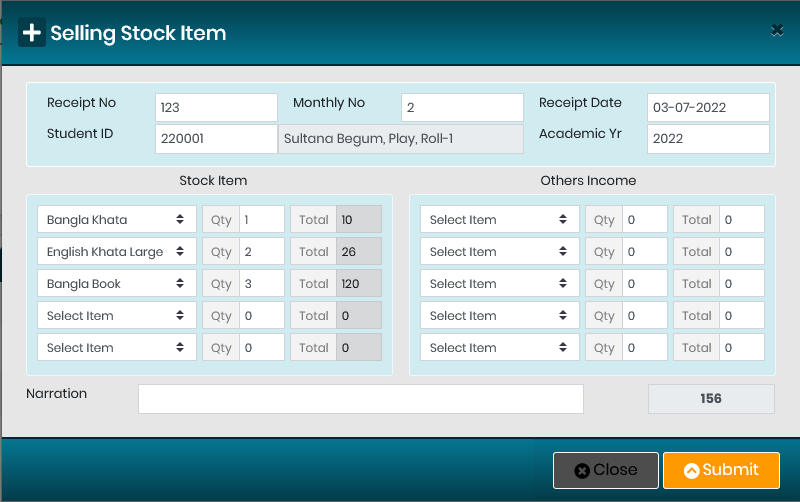 Selling Stock Item
Receipt No 123 Monthly No 2 Receipt Date 03-07-2022
Student ID 220001 Sultana Begum, Play, Roll-1 Academic Yr 2022
Stock Item Others Income
Bangla Khata Qty 1 Total 10 Select Item Qty 0 Total 0
English Khata Large Qty 2 Total 26 Select Item Qty 0 Total 0
Bangla Book Qty 3 Total 120 Select Item Qty 0 Total 0
Select Item Qty 0 Total 0 Select Item Qty 0 Total 0
Select Item Qty 0 Total 0 Select Item Qty 0 Total 0
Narration 156
Close Submit